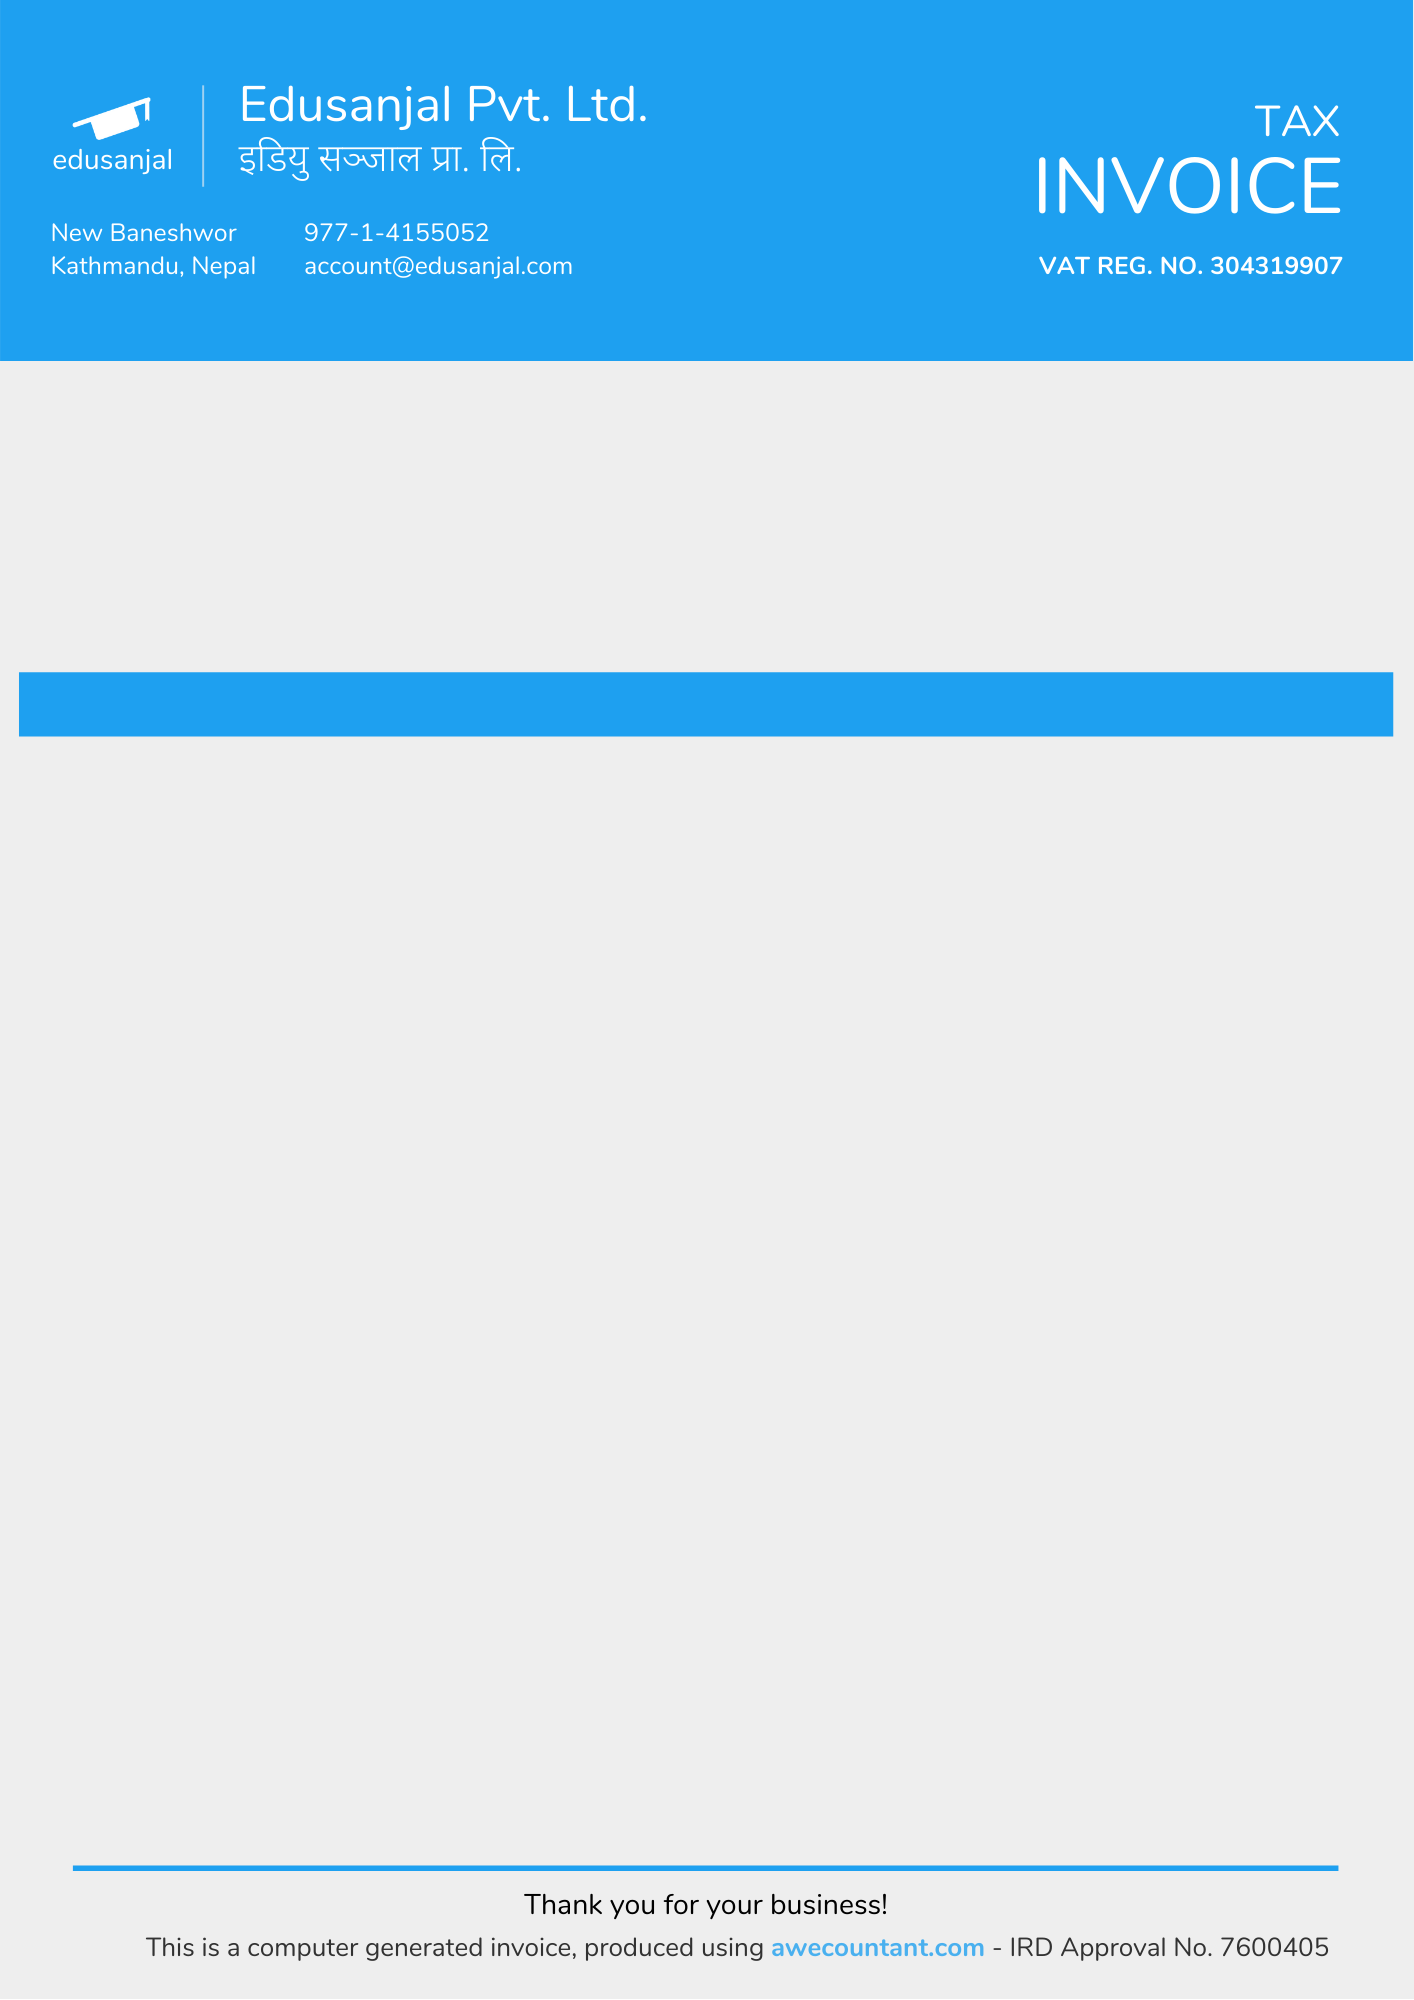 edusanjal
Edusanjal Pvt. Ltd.
इडियु सञ्जाल प्रा. लि.
New Baneshwor
Kathmandu, Nepal
977-1-4155052
account@edusanjal.com
TAX
INVOICE
VAT REG. NO. 304319907
Thank you for your business!
This is a computer generated invoice, produced using awecountant.com - IRD Approval No. 7600405